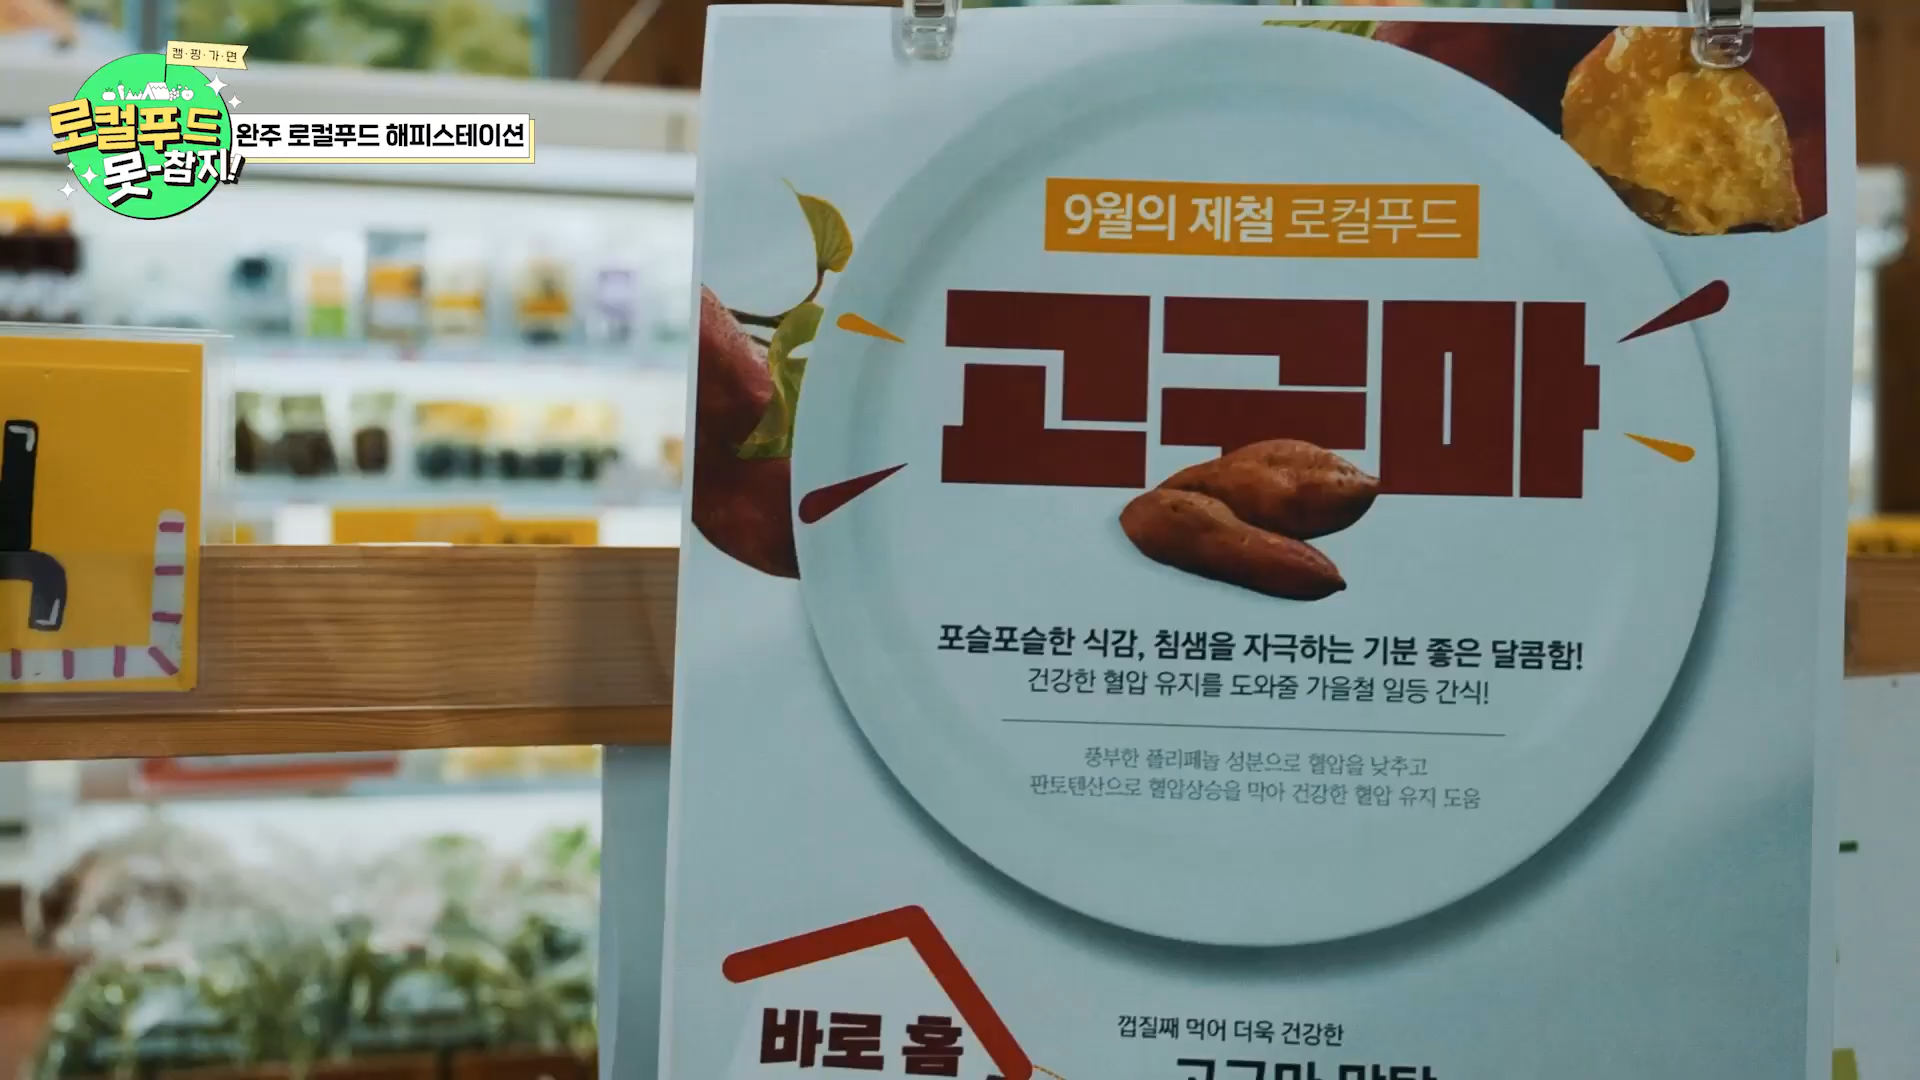 캠·핑·가·면
로컬푸드
못-참지!
완주 로컬푸드 해피스테이션
9월의 제철 로컬푸드
고구마
포슬포슬한 식감, 침샘을 자극하는 기분 좋은 달콤함!
건강한 혈압 유지를 도와줄 가을철 일등 간식!
풍부한 폴리페놀 성분으로 혈압을 낮추고
판토텐산으로 혈압상승을 막아 건강한 혈압 유지 도움
바로 홈
껍질째 먹어 더욱 건강한
고구마 맛탕